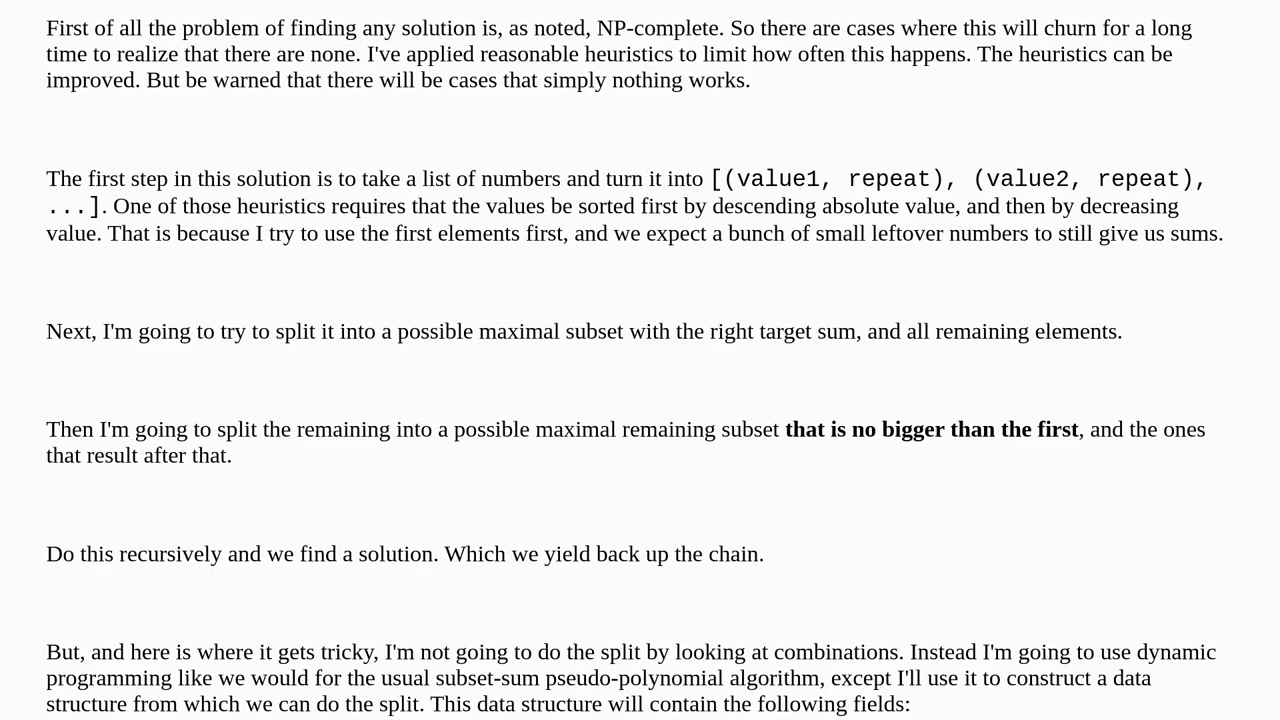 First of all the problem of finding any solution is, as noted, NP-complete. So there are cases where this will churn for a long
time to realize that there are none. I've applied reasonable heuristics to limit how often this happens. The heuristics can be
improved. But be warned that there will be cases that simply nothing works.
The first step in this solution is to take a list of numbers and turn it into [(value1, repeat), (value2, repeat),
...]. One of those heuristics requires that the values be sorted first by descending absolute value, and then by decreasing
value. That is because I try to use the first elements first, and we expect a bunch of small leftover numbers to still give us sums.
Next, I'm going to try to split it into a possible maximal subset with the right target sum, and all remaining elements.
Then I'm going to split the remaining into a possible maximal remaining subset that is no bigger than the first, and the ones
that result after that.
Do this recursively and we find a solution. Which we yield back up the chain.
But, and here is where it gets tricky, I'm not going to do the split by looking at combinations. Instead I'm going to use dynamic
programming like we would for the usual subset-sum pseudo-polynomial algorithm, except I'll use it to construct a data
structure from which we can do the split. This data structure will contain the following fields: